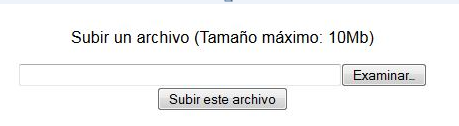 Subir un archivo (Tamaño máximo: 10Mb)
Examinar...
Subir este archivo